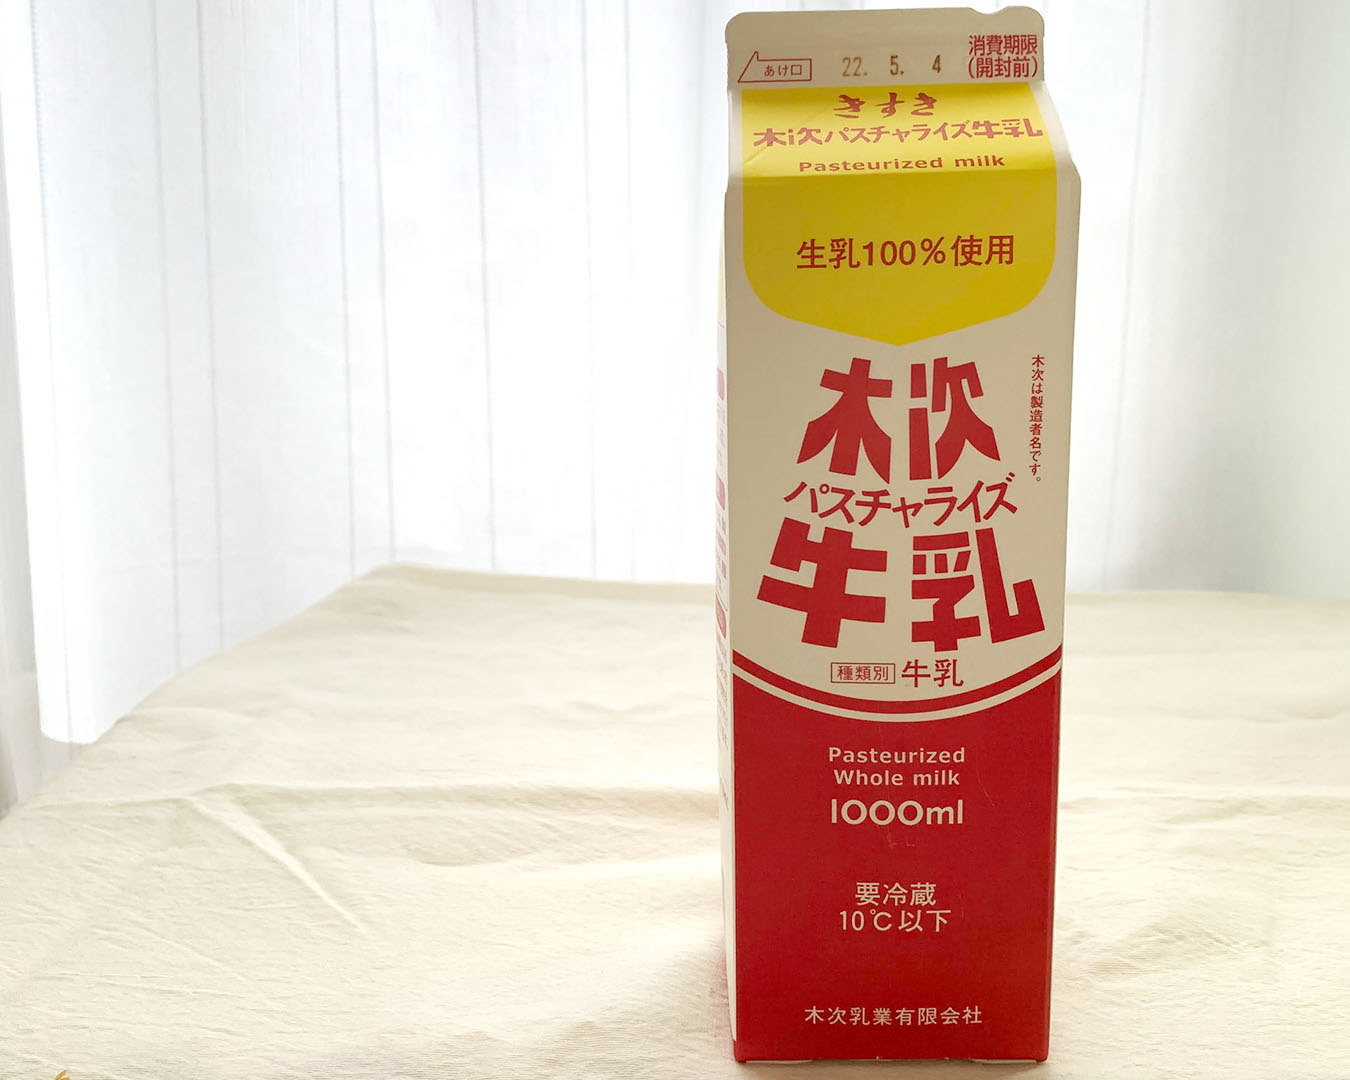 あけ口
22. 5. 4
消費期限
(開封前)
きすき
木次パスチャライズ牛乳
Pasteurized milk
生乳100%使用
木次
パスチャライズ
牛乳
木次は製造者名です。
種類別 牛乳
Pasteurized
Whole milk
1000ml
要冷蔵
10℃以下
木次乳業有限会社